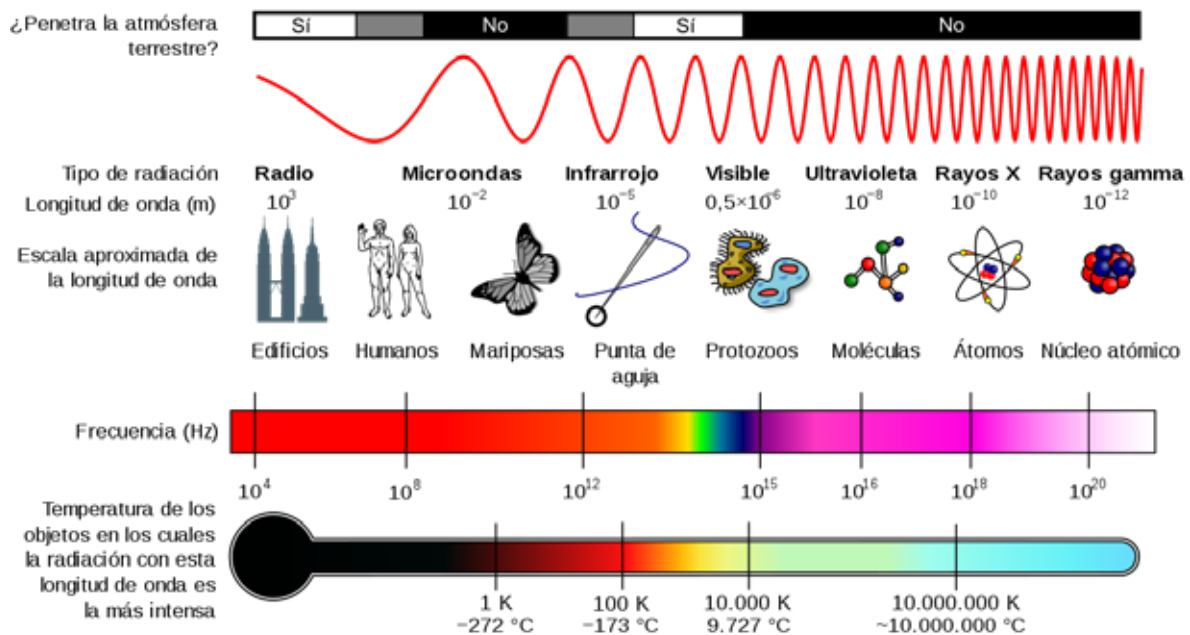 ¿Penetra la atmósfera
terrestre?
Sí
No
Sí
No
Tipo de radiación
Radio
Microondas
Infrarrojo
Visible
Ultravioleta
Rayos X
Rayos gamma
Longitud de onda (m)
10³
10⁻²
10⁻⁵
0,5×10⁻⁶
10⁻⁸
10⁻¹⁰
10⁻¹²
Escala aproximada de
la longitud de onda
Edificios
Humanos
Mariposas
Punta de
aguja
Protozoos
Moléculas
Átomos
Núcleo atómico
Frecuencia (Hz)
10⁴
10⁸
10¹²
10¹⁵
10¹⁶
10¹⁸
10²⁰
Temperatura de los
objetos en los cuales
la radiación con esta
longitud de onda es
la más intensa
1 K
−272 °C
100 K
−173 °C
10.000 K
9.727 °C
10.000.000 K
~10.000.000 °C